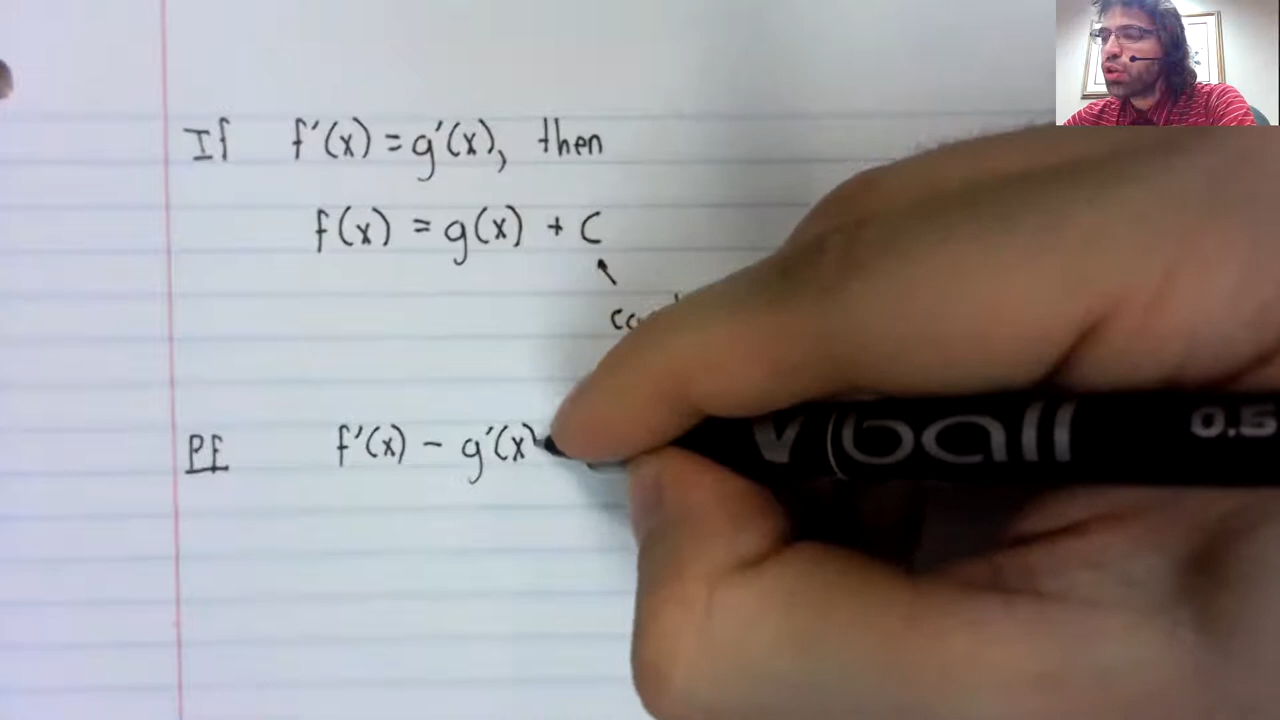 If f'(x) = g'(x), then
f(x) = g(x) + C
Pf f'(x) - g'(x)
V ball 0.5